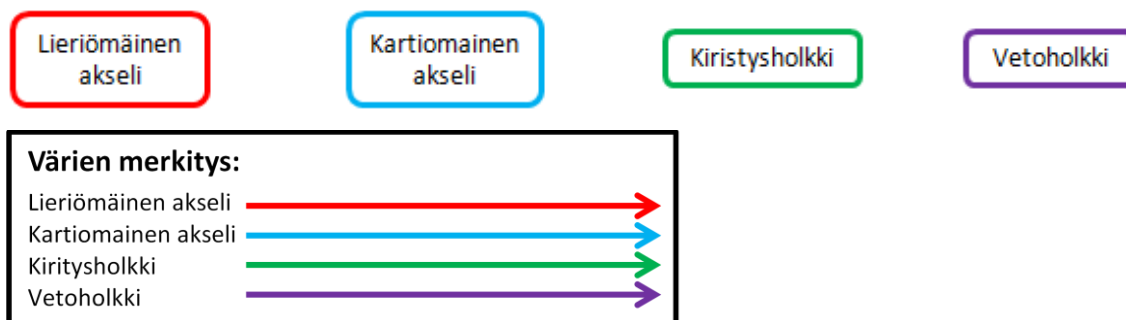 Lieriömäinen
akseli
Kartiomainen
akseli
Kiristysholkki
Vetoholkki
Värien merkitys:
Lieriömäinen akseli
Kartiomainen akseli
Kiritysholkki
Vetoholkki